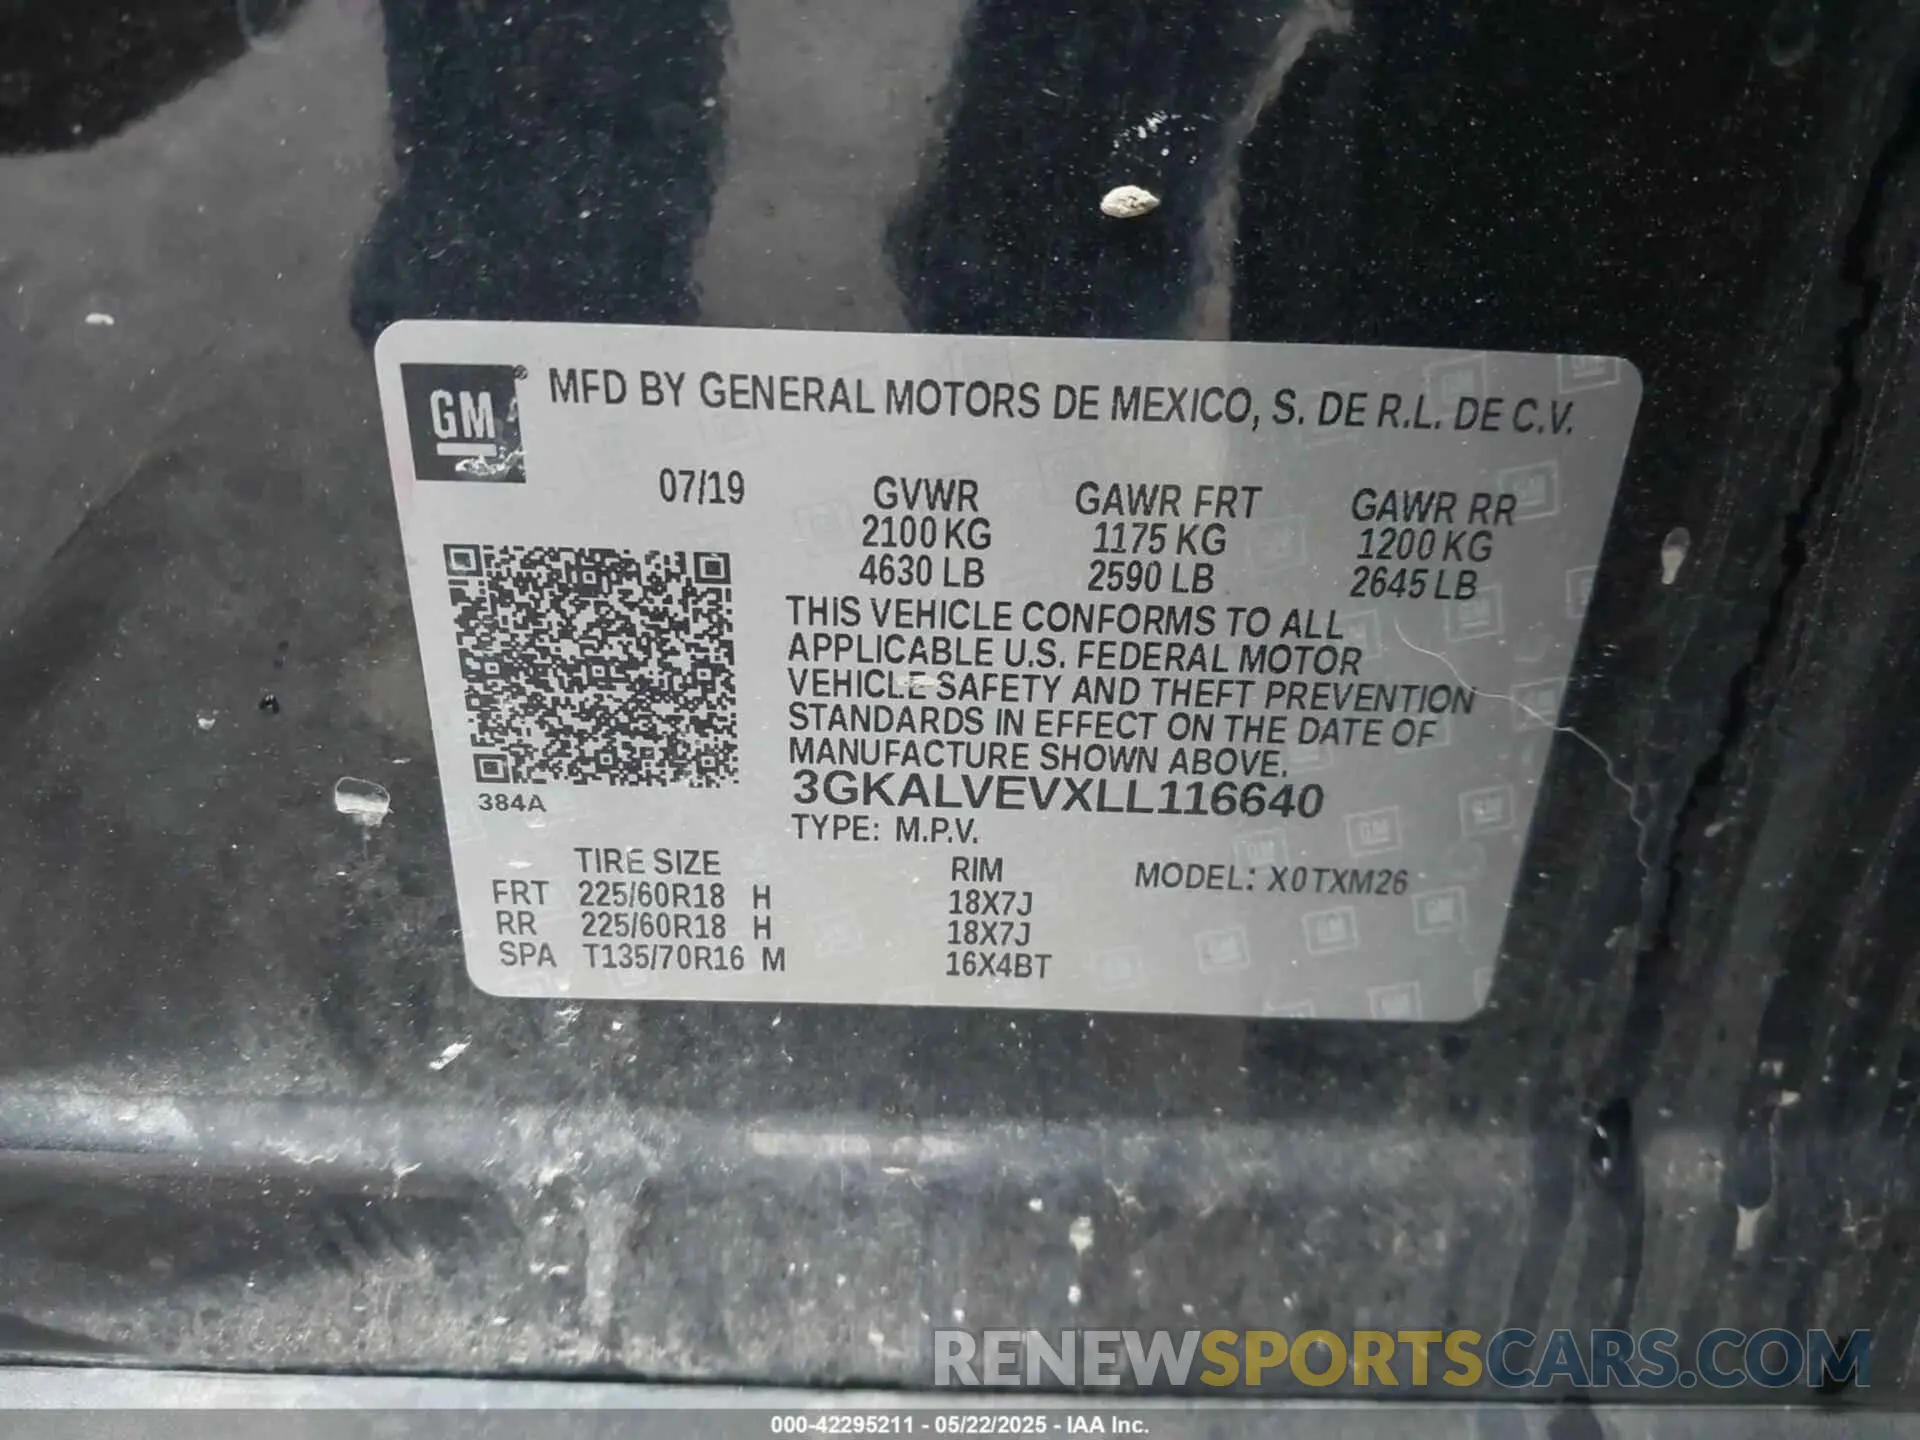 GM® MFD BY GENERAL MOTORS DE MEXICO, S. DE R.L. DE C.V.
07/19 GVWR GAWR FRT GAWR RR
2100 KG 1175 KG 1200 KG
4630 LB 2590 LB 2645 LB
THIS VEHICLE CONFORMS TO ALL
APPLICABLE U.S. FEDERAL MOTOR
VEHICLE SAFETY AND THEFT PREVENTION
STANDARDS IN EFFECT ON THE DATE OF
MANUFACTURE SHOWN ABOVE.
3GKALVEVXLL116640
384A
TYPE: M.P.V.
TIRE SIZE RIM MODEL: X0TXM26
FRT 225/60R18 H 18X7J
RR 225/60R18 H 18X7J
SPA T135/70R16 M 16X4BT
RENEWSPORTSCARS.COM
000-42295211 - 05/22/2025 - IAA Inc.